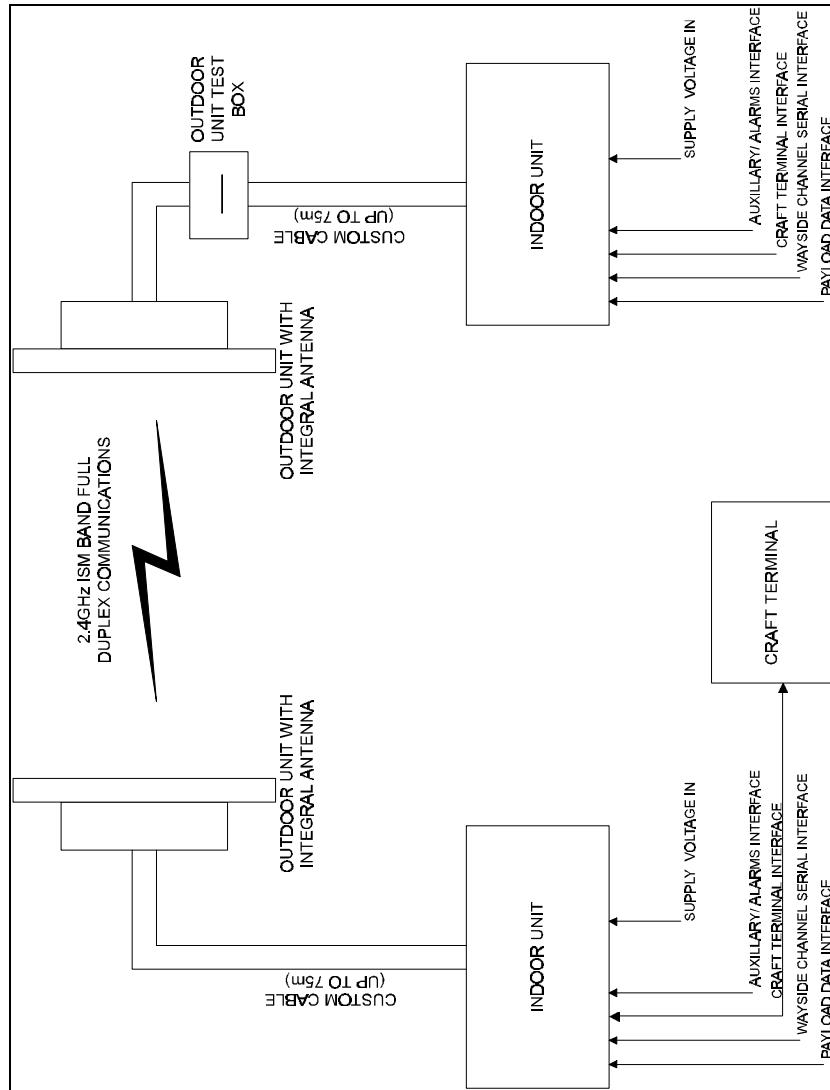 2.4GHz ISM BAND FULL
DUPLEX COMMUNICATIONS
OUTDOOR UNIT WITH
INTEGRAL ANTENNA
OUTDOOR UNIT WITH
INTEGRAL ANTENNA
OUTDOOR
UNIT TEST
BOX
CUSTOM CABLE
(UP TO 75m)
CUSTOM CABLE
(UP TO 75m)
INDOOR UNIT
INDOOR UNIT
SUPPLY VOLTAGE IN
AUXILLARY/ ALARMS INTERFACE
CRAFT TERMINAL INTERFACE
WAYSIDE CHANNEL SERIAL INTERFACE
PAYLOAD DATA INTERFACE
CRAFT TERMINAL
SUPPLY VOLTAGE IN
AUXILLARY/ ALARMS INTERFACE
CRAFT TERMINAL INTERFACE
WAYSIDE CHANNEL SERIAL INTERFACE
PAYLOAD DATA INTERFACE